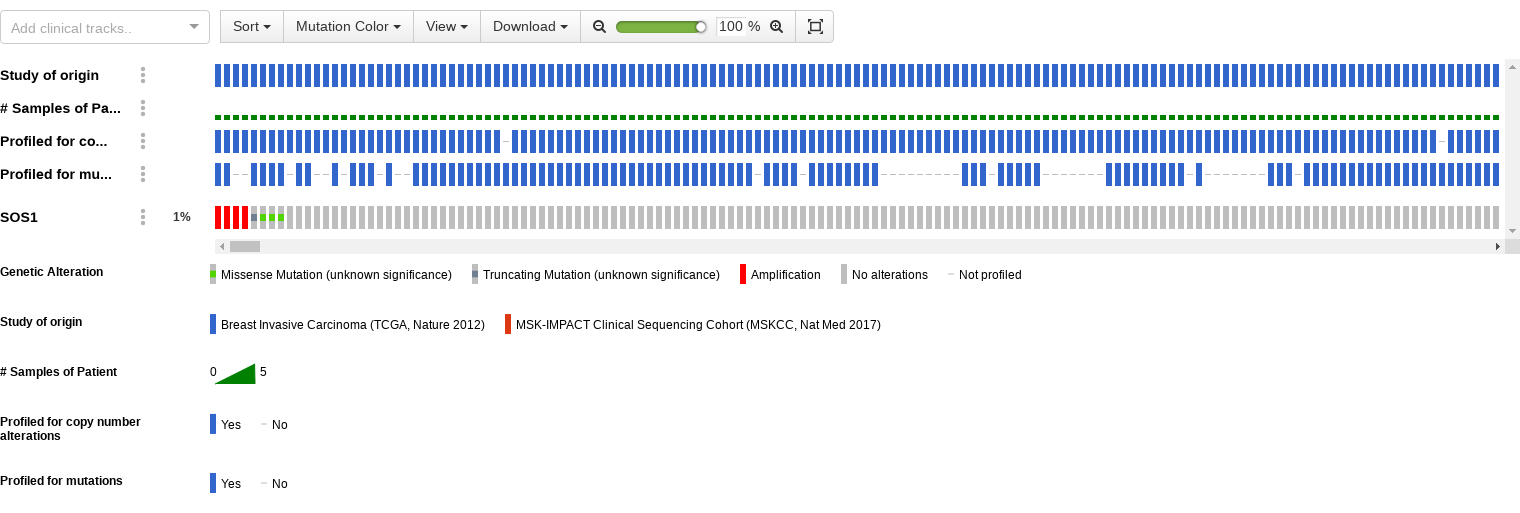 Add clinical tracks.. Sort Mutation Color View Download 100 %
Study of origin
# Samples of Pa...
Profiled for co...
Profiled for mu...
SOS1 1%
Genetic Alteration Missense Mutation (unknown significance) Truncating Mutation (unknown significance) Amplification No alterations Not profiled
Study of origin Breast Invasive Carcinoma (TCGA, Nature 2012) MSK-IMPACT Clinical Sequencing Cohort (MSKCC, Nat Med 2017)
# Samples of Patient 0 5
Profiled for copy number Yes No
alterations
Profiled for mutations Yes No